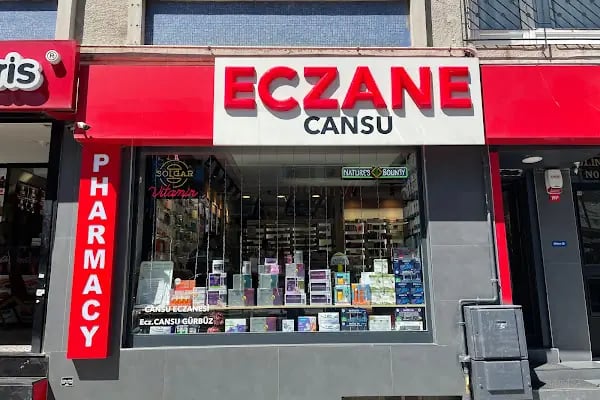 ris
ECZANE
CANSU
PHARMACY
SOLGAR
Vitamin
NATURE'S BOUNTY
CANSU ECZANESİ
Ecz.CANSU GÜRBÜZ